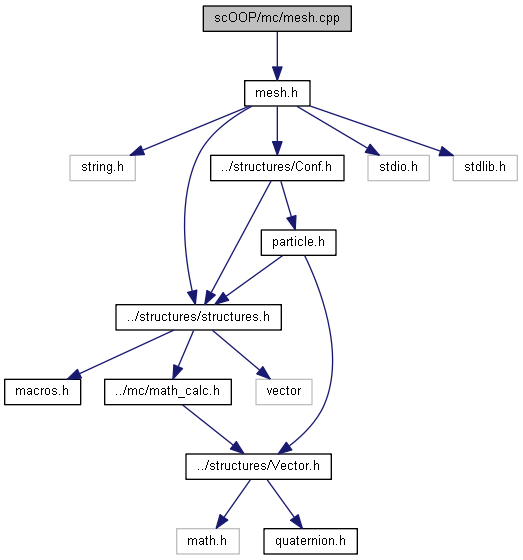 scOOP/mc/mesh.cpp
mesh.h
string.h
../structures/Conf.h
stdio.h
stdlib.h
particle.h
../structures/structures.h
macros.h
../mc/math_calc.h
vector
../structures/Vector.h
math.h
quaternion.h